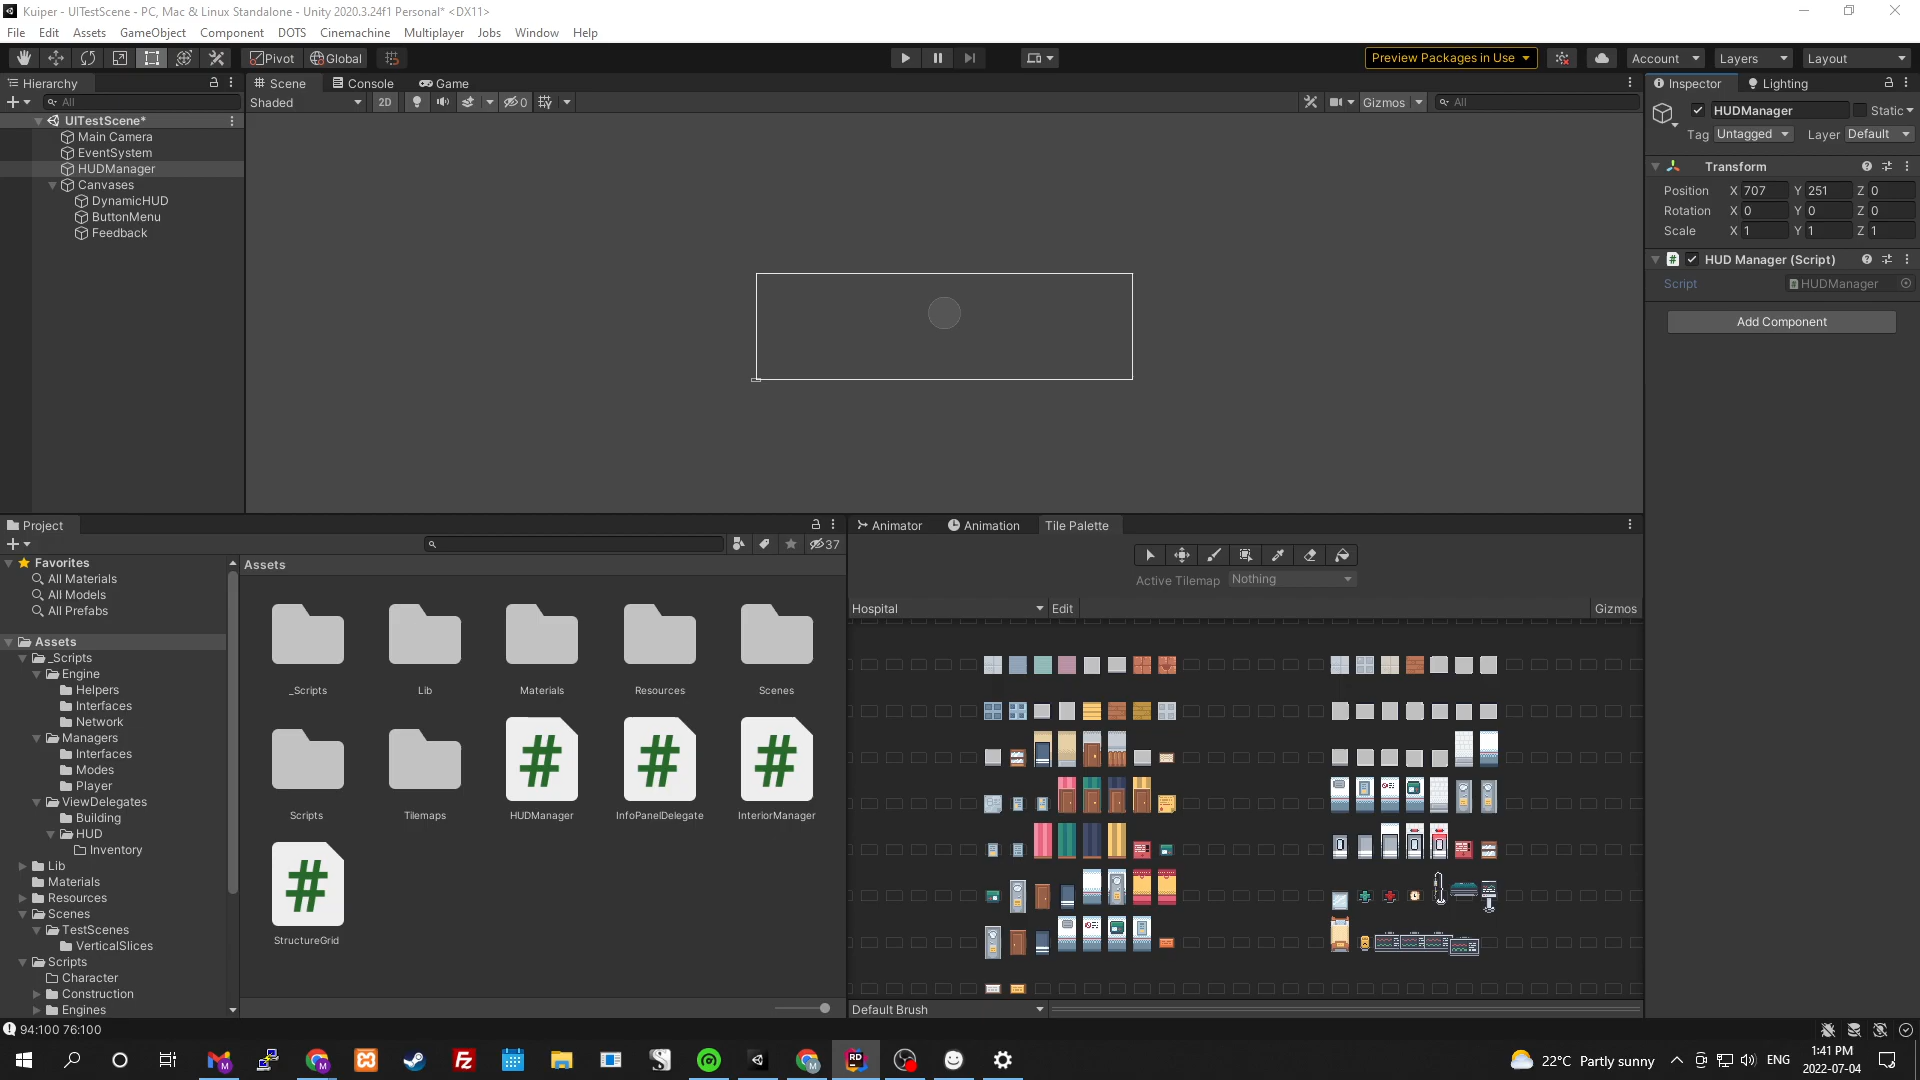 Kuiper - UITestScene - PC, Mac & Linux Standalone - Unity 2020.3.24f1 Personal* <DX11>
File Edit Assets GameObject Component DOTS Cinemachine Multiplayer Jobs Window Help
Pivot Global Preview Packages in Use Account Layers Layout
Hierarchy Scene Console Game Inspector Lighting
All Shaded 2D 0 Gizmos All
HUDManager Static
UITestScene*
Main Camera
Tag Untagged Layer Default
EventSystem
HUDManager
Transform
Canvases
Position X 707 Y 251 Z 0
DynamicHUD
Rotation X 0 Y 0 Z 0
ButtonMenu
Scale X 1 Y 1 Z 1
Feedback
HUD Manager (Script)
Script HUDManager
Add Component
Project Animator Animation Tile Palette
37
Favorites Assets
All Materials
Active Tilemap Nothing
All Models
All Prefabs
Hospital Edit Gizmos
Assets
_Scripts
Engine
Helpers
_Scripts Lib Materials Resources Scenes
Interfaces
Network
Managers
Interfaces
Modes
Player
ViewDelegates
Scripts Tilemaps HUDManager InfoPanelDelegate InteriorManager
Building
HUD
Inventory
Lib
Materials
Resources
Scenes
TestScenes
StructureGrid
VerticalSlices
Scripts
Character
Construction
Engines
Default Brush
94:100 76:100
22°C Partly sunny ENG 1:41 PM
2022-07-04